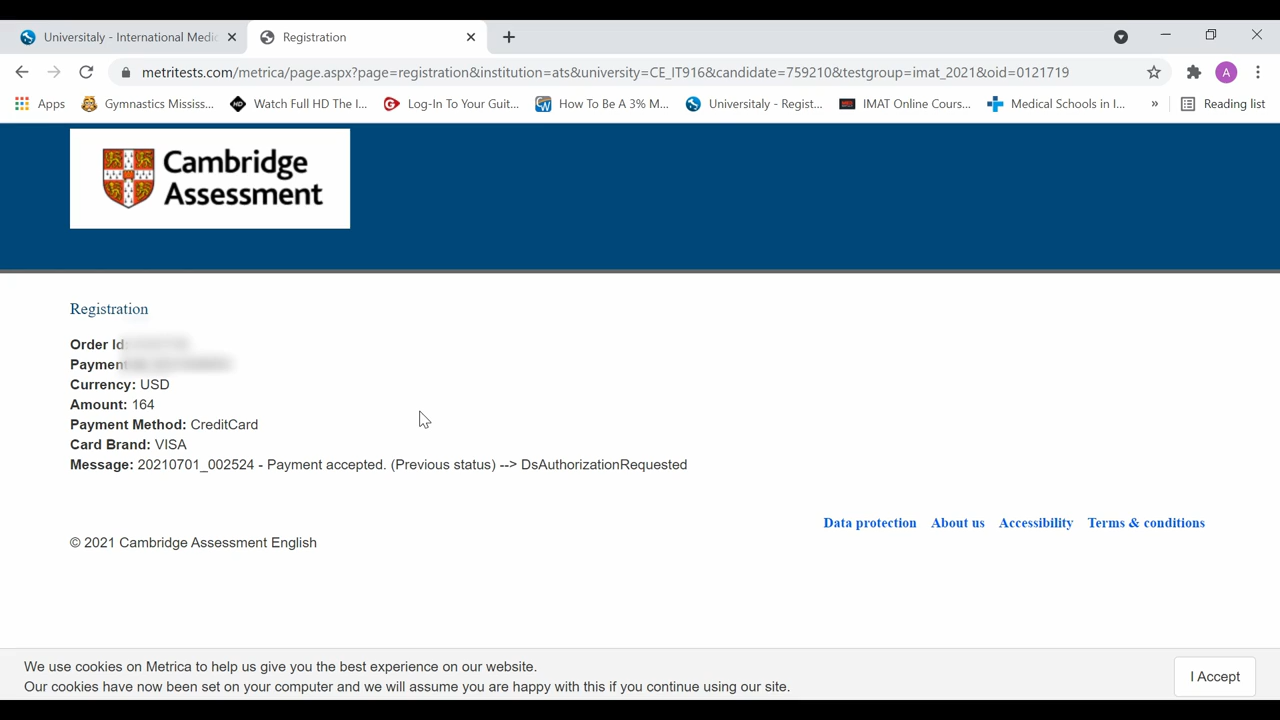 Universitaly - International Medic
Registration
metritests.com/metrica/page.aspx?page=registration&institution=ats&university=CE_IT916&candidate=759210&testgroup=imat_2021&oid=0121719
A
Apps
Gymnastics Mississ...
HD
Watch Full HD The I...
Log-In To Your Guit...
How To Be A 3% M...
Universitaly - Regist...
IMAT Online Cours...
Medical Schools in I...
»
Reading list
Cambridge
Assessment
Registration
Order Id:
Payment
Currency: USD
Amount: 164
Payment Method: CreditCard
Card Brand: VISA
Message: 20210701_002524 - Payment accepted. (Previous status) --> DsAuthorizationRequested
Data protection About us Accessibility Terms & conditions
© 2021 Cambridge Assessment English
We use cookies on Metrica to help us give you the best experience on our website.
Our cookies have now been set on your computer and we will assume you are happy with this if you continue using our site.
I Accept